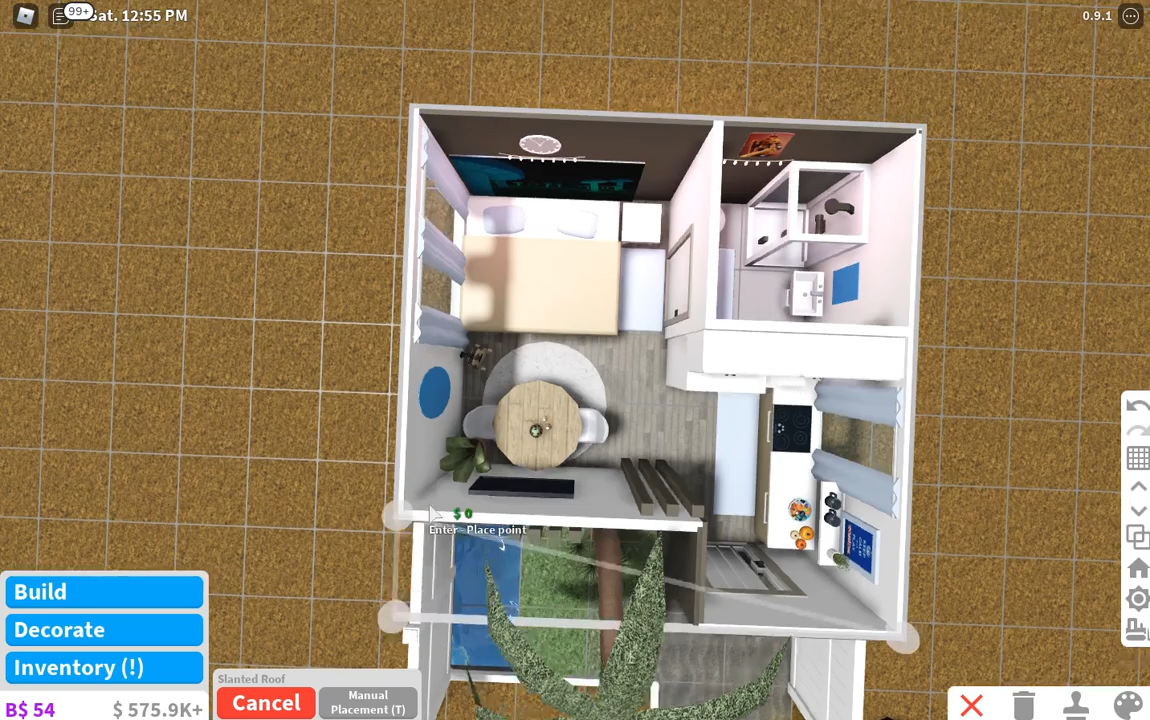 99+
Sat. 12:55 PM
0.9.1
$ 0
Enter - Place point
Build
Decorate
Inventory (!)
B$ 54
$ 575.9K+
Slanted Roof
Cancel
Manual
Placement (T)